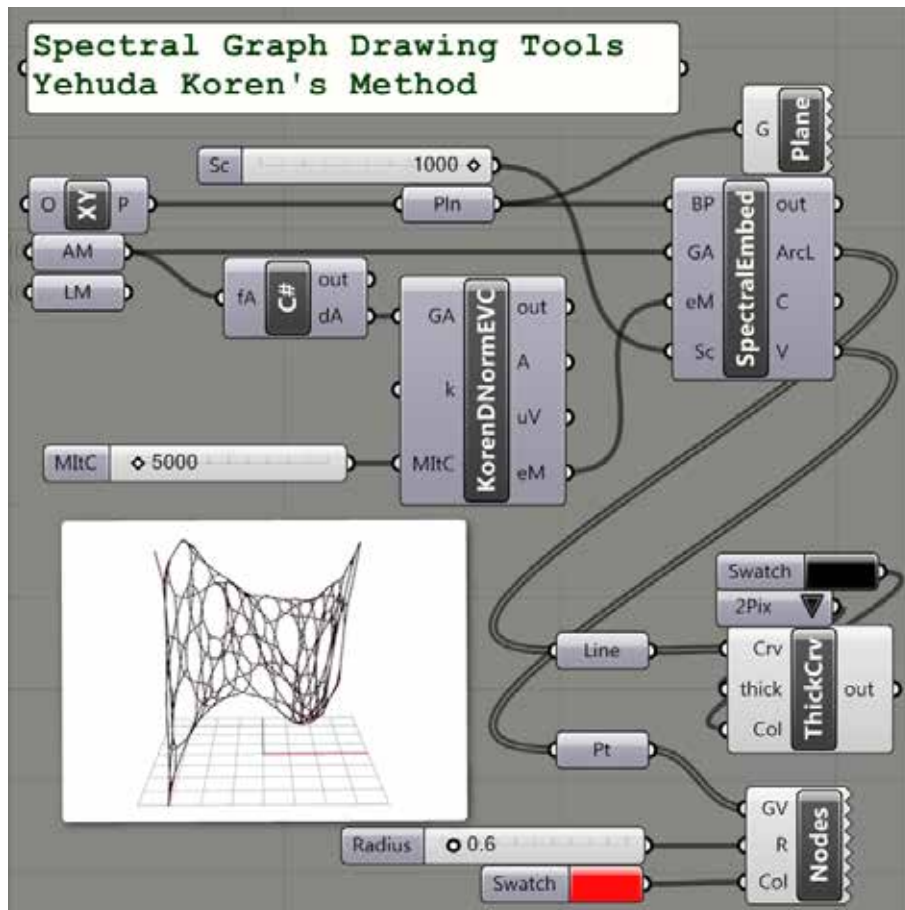 Spectral Graph Drawing Tools
Yehuda Koren's Method
G
Plane
Sc 1000
O XY P
Pln
AM
LM
fA C# out
dA
GA
k
MItC
KorenDNormEVC
out
A
uV
eM
BP
GA
eM
Sc
SpectralEmbed
out
ArcL
C
V
MItC 5000
Swatch
2Pix
Line
Crv
thick
Col
ThickCrv
out
Pt
GV
R
Col
Nodes
Radius 0.6
Swatch